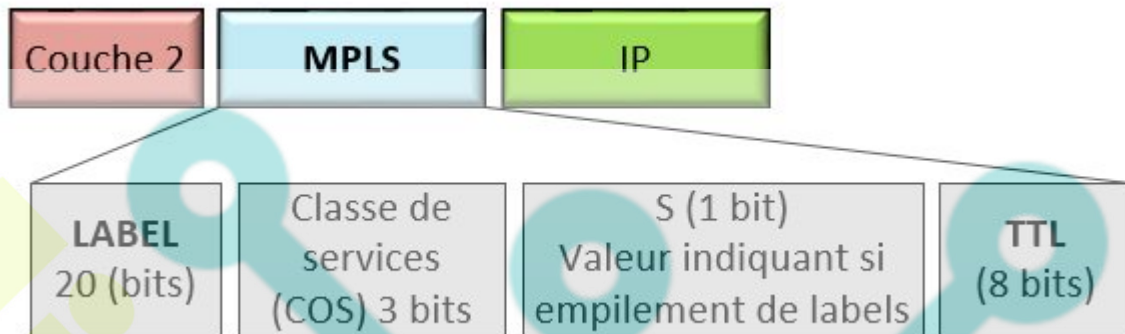 Couche 2
MPLS
IP
LABEL
20 (bits)
Classe de
services
(COS) 3 bits
S (1 bit)
Valeur indiquant si
empilement de labels
TTL
(8 bits)